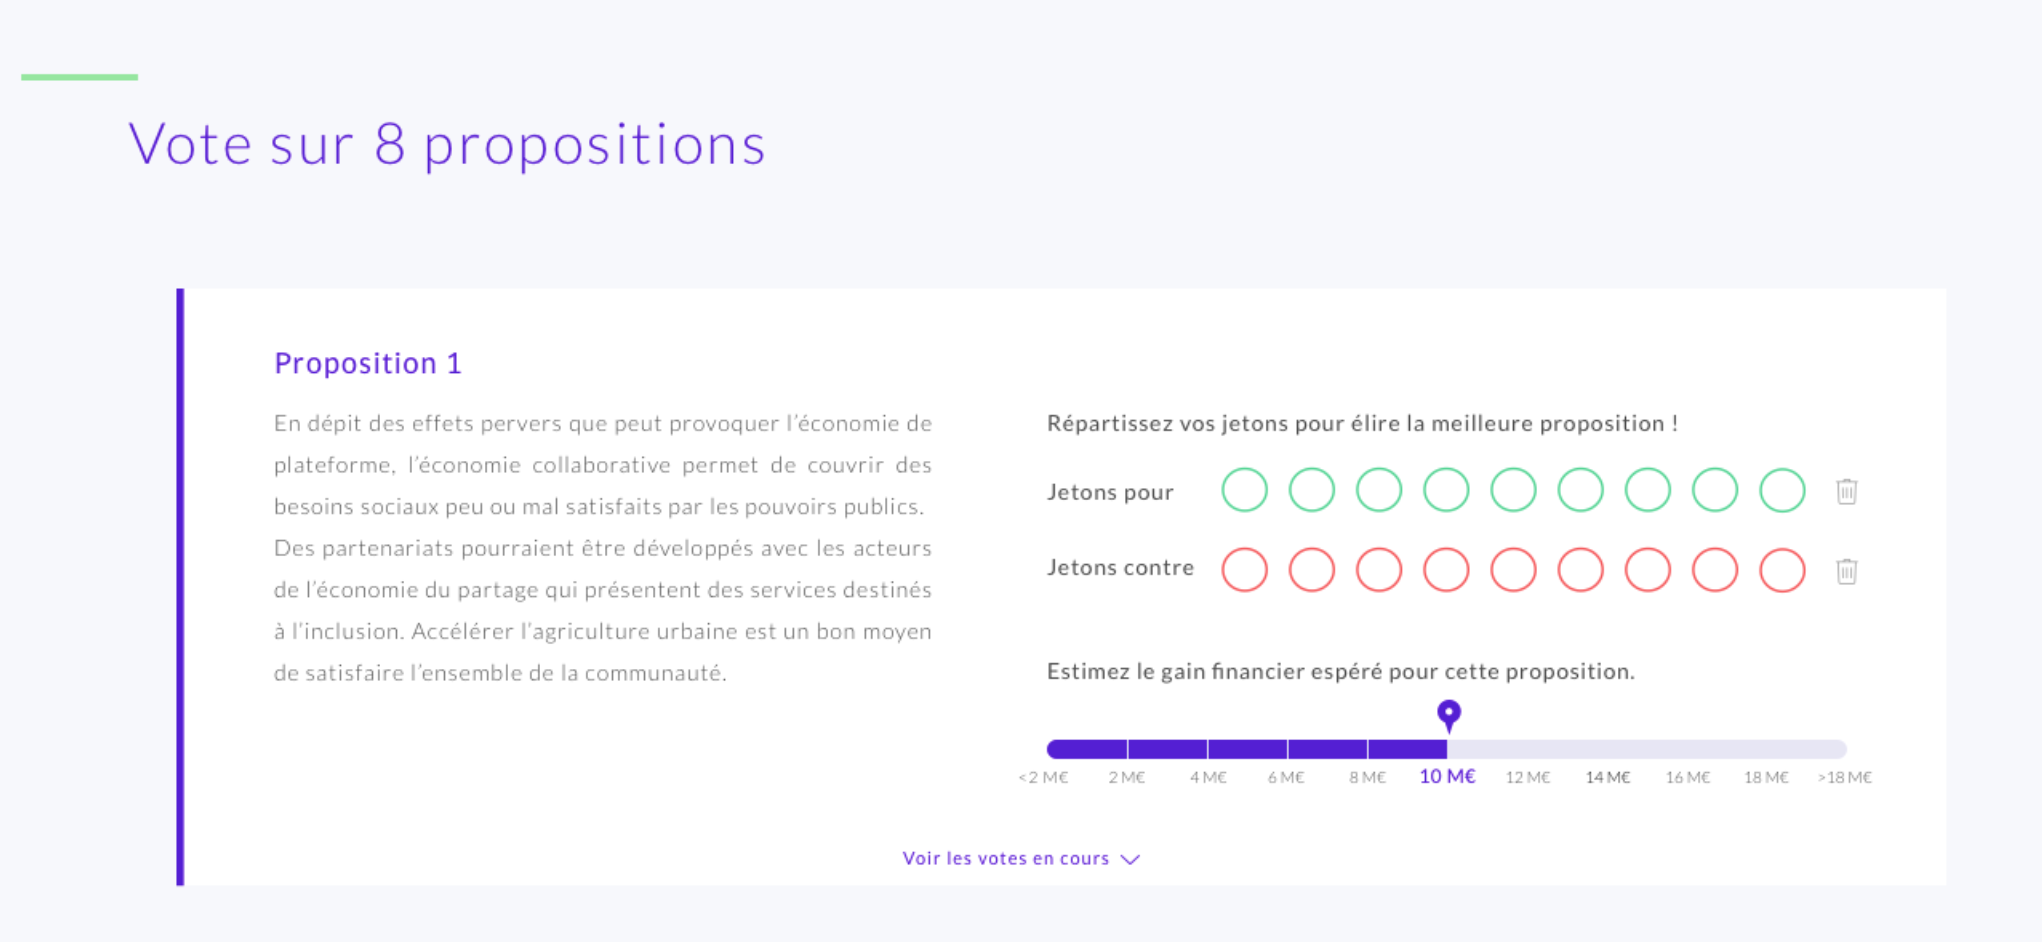 Vote sur 8 propositions
Proposition 1
En dépit des effets pervers que peut provoquer l’économie de
plateforme, l’économie collaborative permet de couvrir des
besoins sociaux peu ou mal satisfaits par les pouvoirs publics.
Des partenariats pourraient être développés avec les acteurs
de l’économie du partage qui présentent des services destinés
à l’inclusion. Accélérer l’agriculture urbaine est un bon moyen
de satisfaire l’ensemble de la communauté.
Répartissez vos jetons pour élire la meilleure proposition !
Jetons pour
Jetons contre
Estimez le gain financier espéré pour cette proposition.
<2 M€ 2 M€ 4 M€ 6 M€ 8 M€ 10 M€ 12 M€ 14 M€ 16 M€ 18 M€ >18 M€
Voir les votes en cours